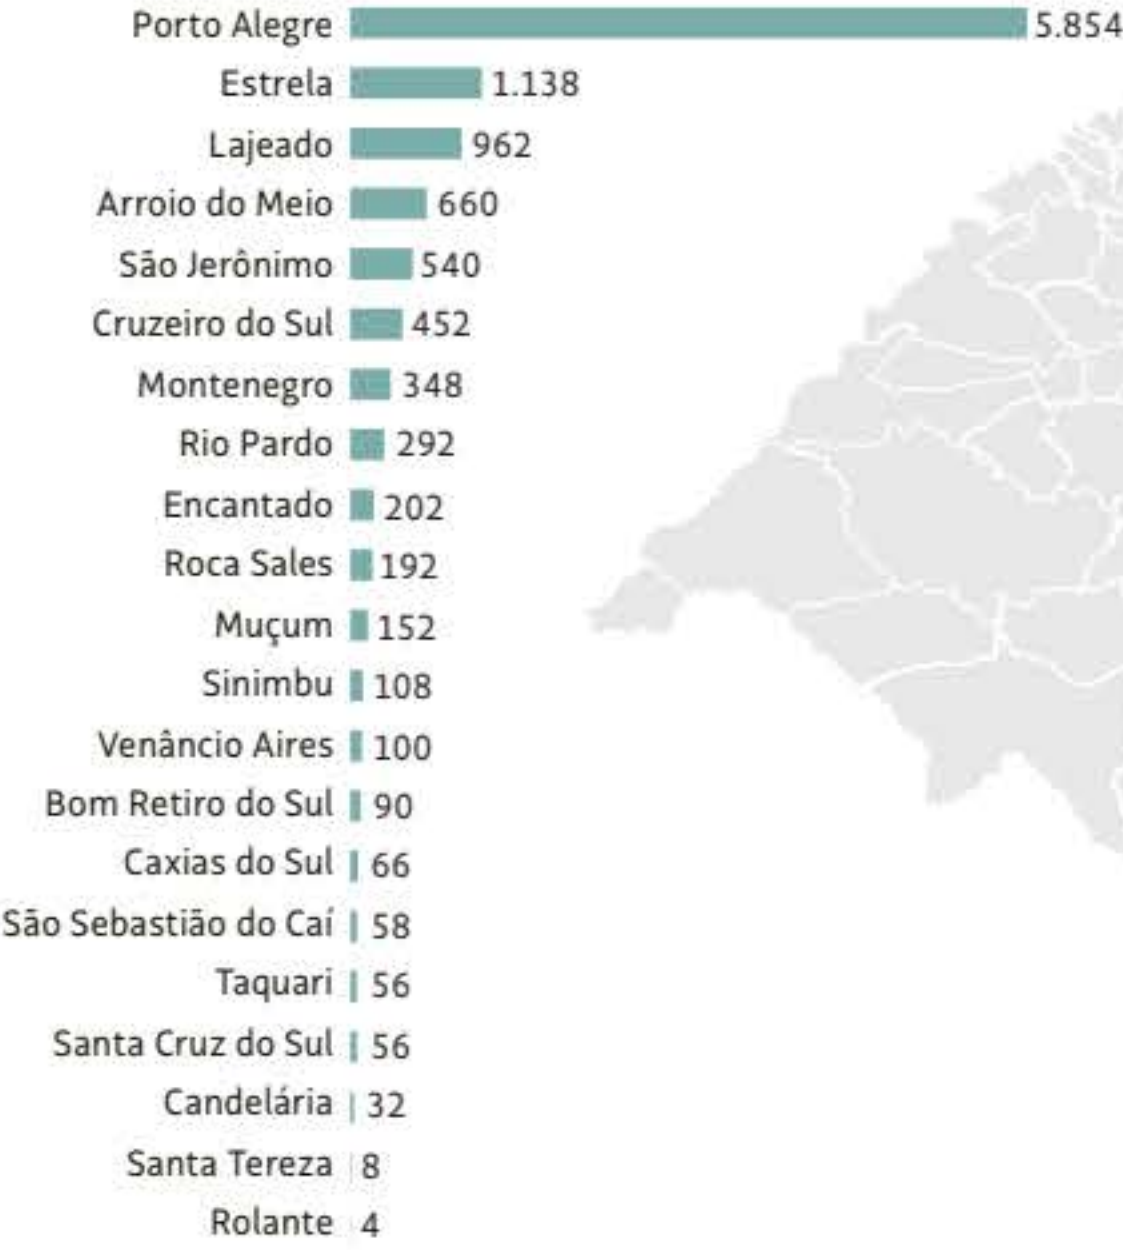 Porto Alegre 5.854
Estrela 1.138
Lajeado 962
Arroio do Meio 660
São Jerônimo 540
Cruzeiro do Sul 452
Montenegro 348
Rio Pardo 292
Encantado 202
Roca Sales 192
Muçum 152
Sinimbu 108
Venâncio Aires 100
Bom Retiro do Sul 90
Caxias do Sul 66
São Sebastião do Caí 58
Taquari 56
Santa Cruz do Sul 56
Candelária 32
Santa Tereza 8
Rolante 4